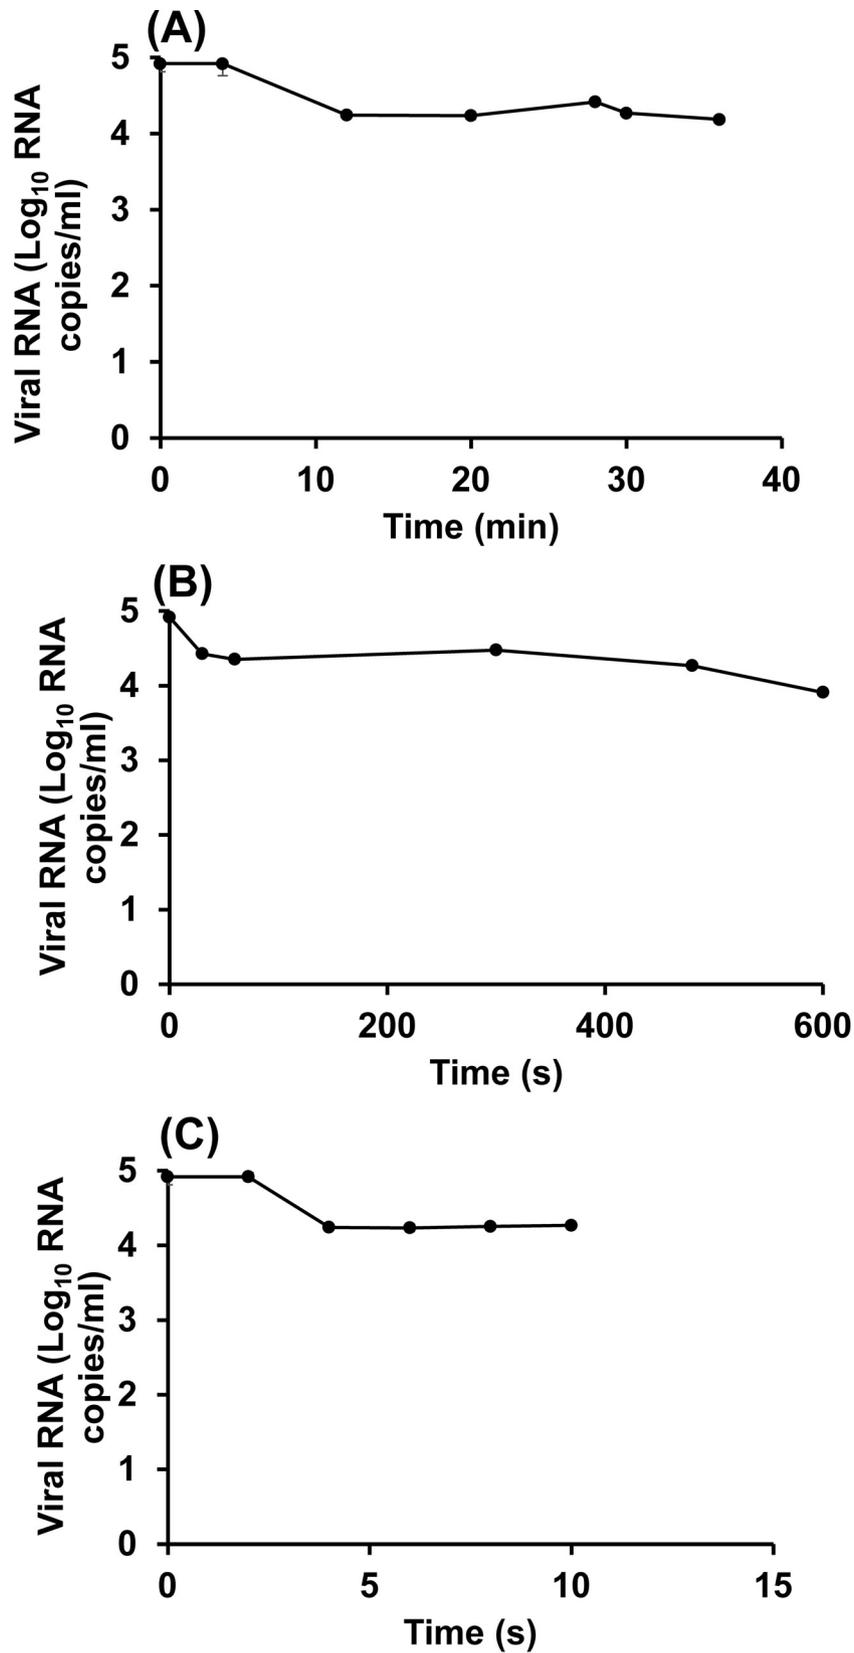 (A)
Viral RNA (Log10 RNA
copies/ml)
5
4
3
2
1
0
0 10 20 30 40
Time (min)
(B)
Viral RNA (Log10 RNA
copies/ml)
5
4
3
2
1
0
0 200 400 600
Time (s)
(C)
Viral RNA (Log10 RNA
copies/ml)
5
4
3
2
1
0
0 5 10 15
Time (s)